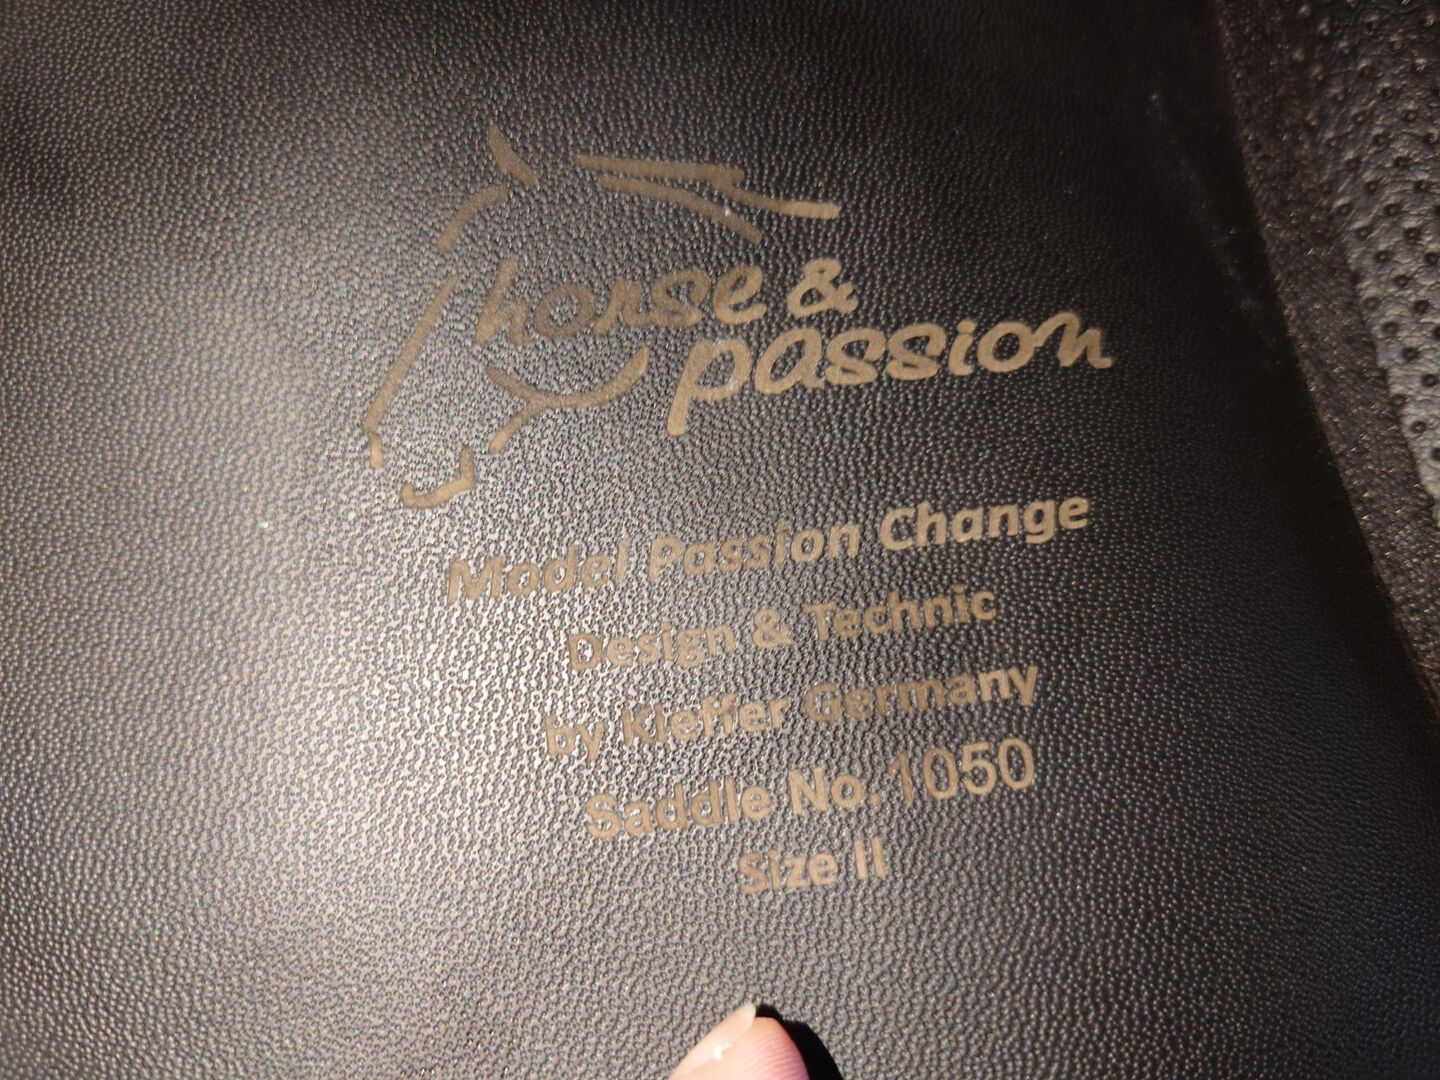 horse &
passion
Model Passion Change
Design & Technic
by Kieffer Germany
Saddle No. 1050
Size II